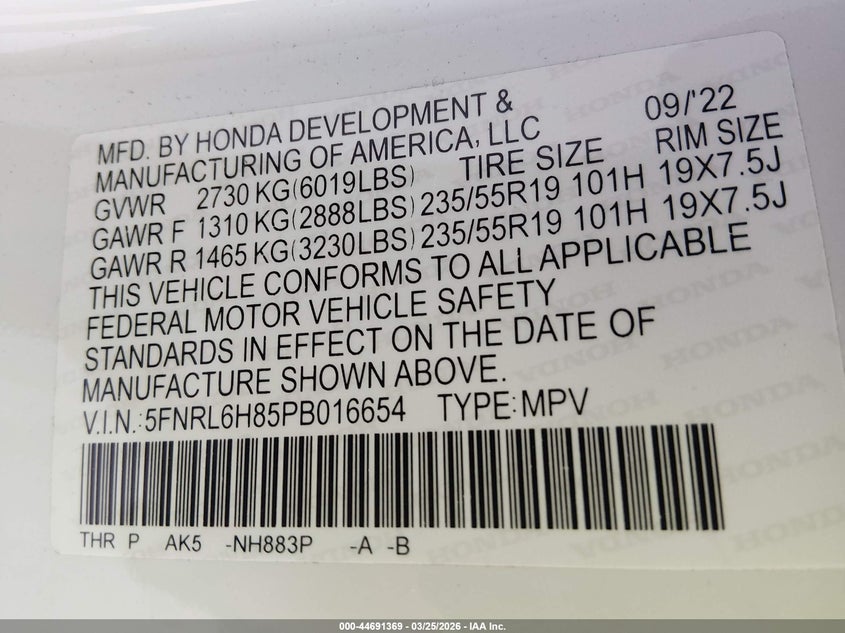 MFD. BY HONDA DEVELOPMENT & 09/'22
MANUFACTURING OF AMERICA, LLC
GVWR 2730 KG(6019LBS) TIRE SIZE RIM SIZE
GAWR F 1310 KG(2888LBS) 235/55R19 101H 19X7.5J
GAWR R 1465 KG(3230LBS) 235/55R19 101H 19X7.5J
THIS VEHICLE CONFORMS TO ALL APPLICABLE
FEDERAL MOTOR VEHICLE SAFETY
STANDARDS IN EFFECT ON THE DATE OF
MANUFACTURE SHOWN ABOVE.
V.I.N.:5FNRL6H85PB016654 TYPE:MPV
THR P AK5 -NH883P -A -B
000-44691369 - 03/25/2026 - IAA Inc.